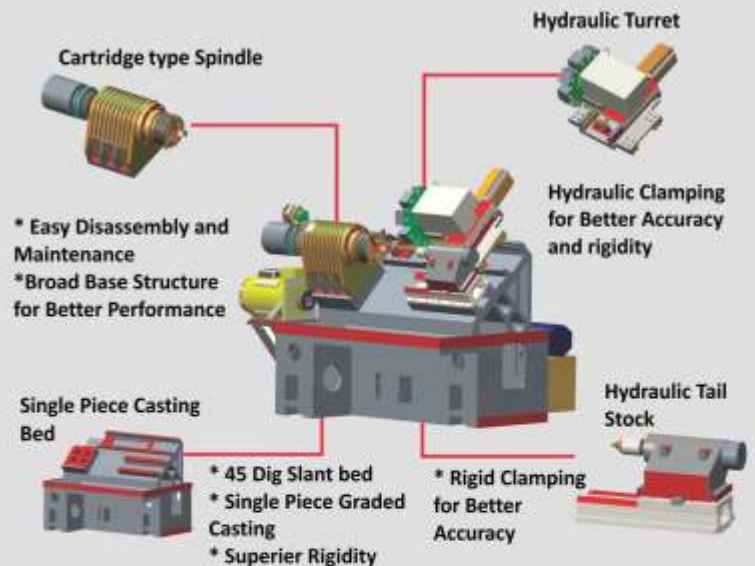 Cartridge type Spindle
* Easy Disassembly and
Maintenance
*Broad Base Structure
for Better Performance
Hydraulic Turret
Hydraulic Clamping
for Better Accuracy
and rigidity
Single Piece Casting
Bed
* 45 Dig Slant bed
* Single Piece Graded
Casting
* Superier Rigidity
* Rigid Clamping
for Better
Accuracy
Hydraulic Tail
Stock